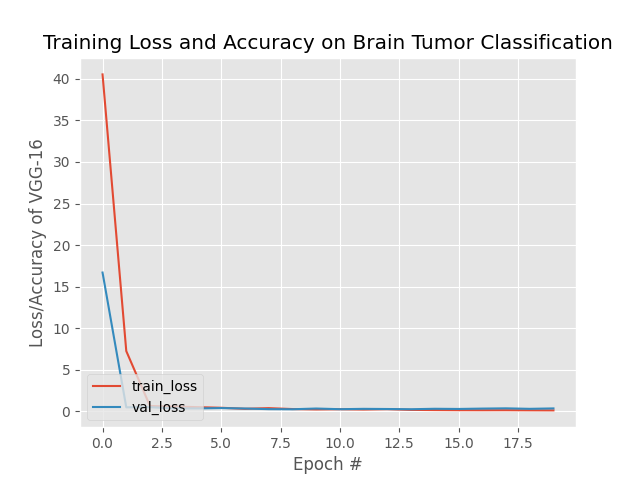 Training Loss and Accuracy on Brain Tumor Classification
40
35
30
25
20
15
10
5
0
Loss/Accuracy of VGG-16
train_loss
val_loss
0.0 2.5 5.0 7.5 10.0 12.5 15.0 17.5
Epoch #